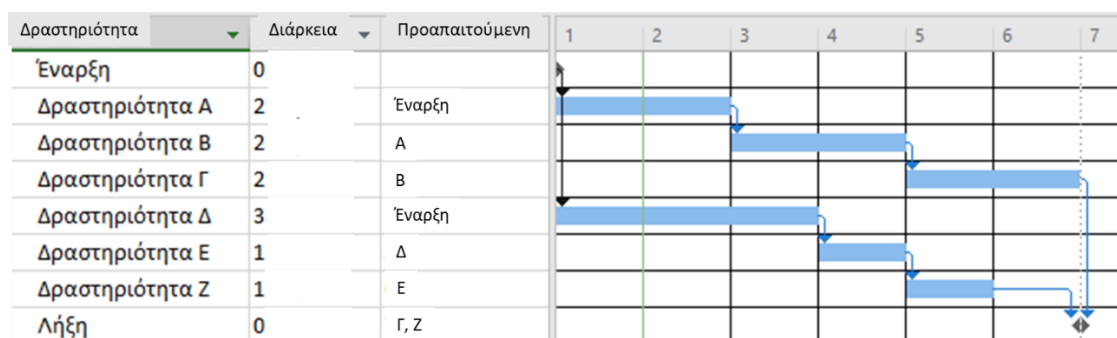 Δραστηριότητα Διάρκεια Προαπαιτούμενη 1 2 3 4 5 6 7
Έναρξη 0
Δραστηριότητα Α 2 Έναρξη
Δραστηριότητα Β 2 Α
Δραστηριότητα Γ 2 Β
Δραστηριότητα Δ 3 Έναρξη
Δραστηριότητα Ε 1 Δ
Δραστηριότητα Ζ 1 Ε
Λήξη 0 Γ, Ζ